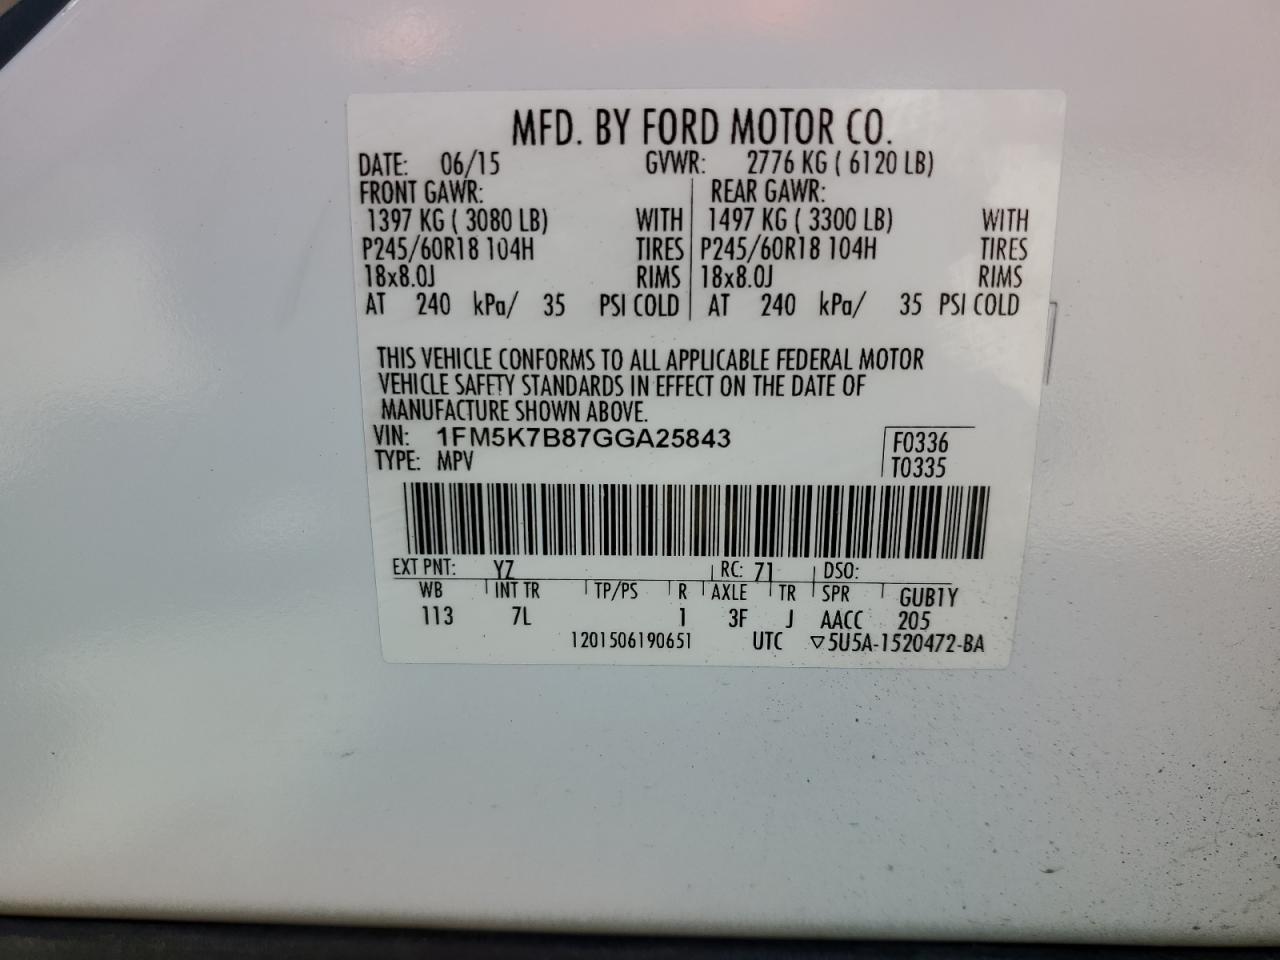 MFD. BY FORD MOTOR CO.
DATE: 06/15 GVWR: 2776 KG ( 6120 LB)
FRONT GAWR: REAR GAWR:
1397 KG ( 3080 LB) WITH 1497 KG ( 3300 LB) WITH
P245/60R18 104H TIRES P245/60R18 104H TIRES
18x8.0J RIMS 18x8.0J RIMS
AT 240 kPa/ 35 PSI COLD AT 240 kPa/ 35 PSI COLD
THIS VEHICLE CONFORMS TO ALL APPLICABLE FEDERAL MOTOR
VEHICLE SAFETY STANDARDS IN EFFECT ON THE DATE OF
MANUFACTURE SHOWN ABOVE.
VIN: 1FM5K7B87GGA25843 F0336
TYPE: MPV T0335
EXT PNT: YZ RC: 71 DSO:
WB INT TR TP/PS R AXLE TR SPR GUB1Y
113 7L 1 3F J AACC 205
1201506190651 UTC ▽5U5A-1520472-BA